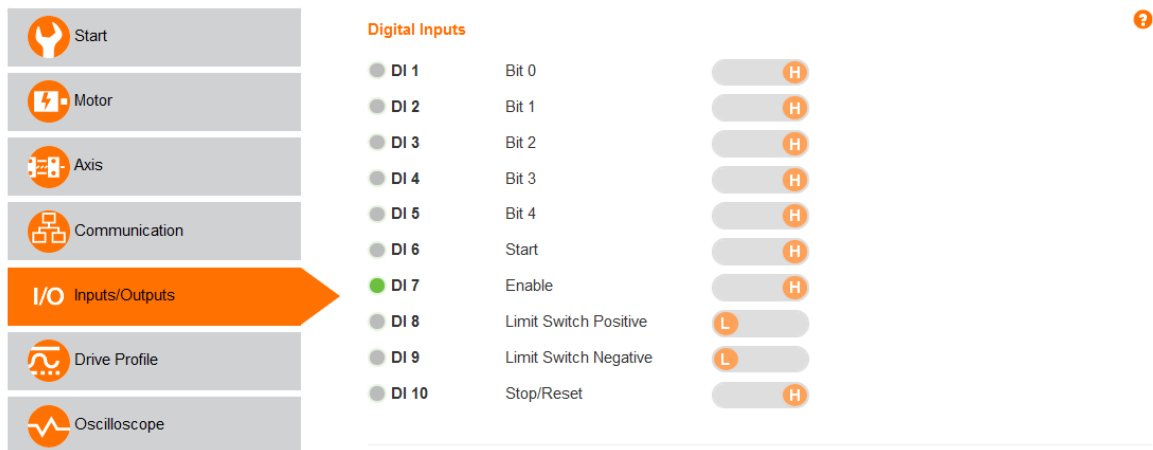 Start
Motor
Axis
Communication
I/O Inputs/Outputs
Drive Profile
Oscilloscope
Digital Inputs ?
DI 1 Bit 0 H
DI 2 Bit 1 H
DI 3 Bit 2 H
DI 4 Bit 3 H
DI 5 Bit 4 H
DI 6 Start H
DI 7 Enable H
DI 8 Limit Switch Positive L
DI 9 Limit Switch Negative L
DI 10 Stop/Reset H